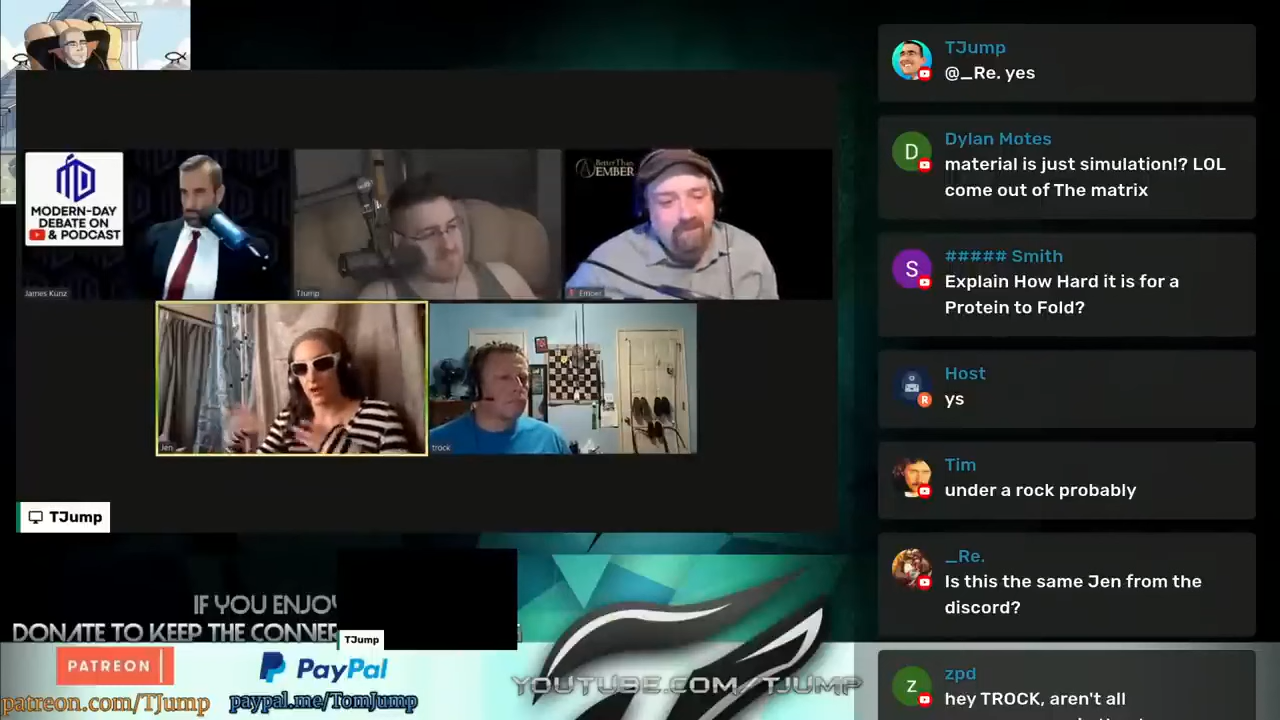 MODERN-DAY
DEBATE ON
& PODCAST
James Kunz
TJump
BETTER THAN
EMBER
Ember
Jen
trock
TJump
IF YOU ENJOY
DONATE TO KEEP THE CONVER
TJump
PATREON
PayPal
patreon.com/TJump
paypal.me/TomJump
YOUTUBE.COM/TJUMP
TJump
@_Re. yes
D
Dylan Motes
material is just simulation!? LOL
come out of The matrix
S
##### Smith
Explain How Hard it is for a
Protein to Fold?
Host
ys
Tim
under a rock probably
_Re.
Is this the same Jen from the
discord?
z
zpd
hey TROCK, aren't all